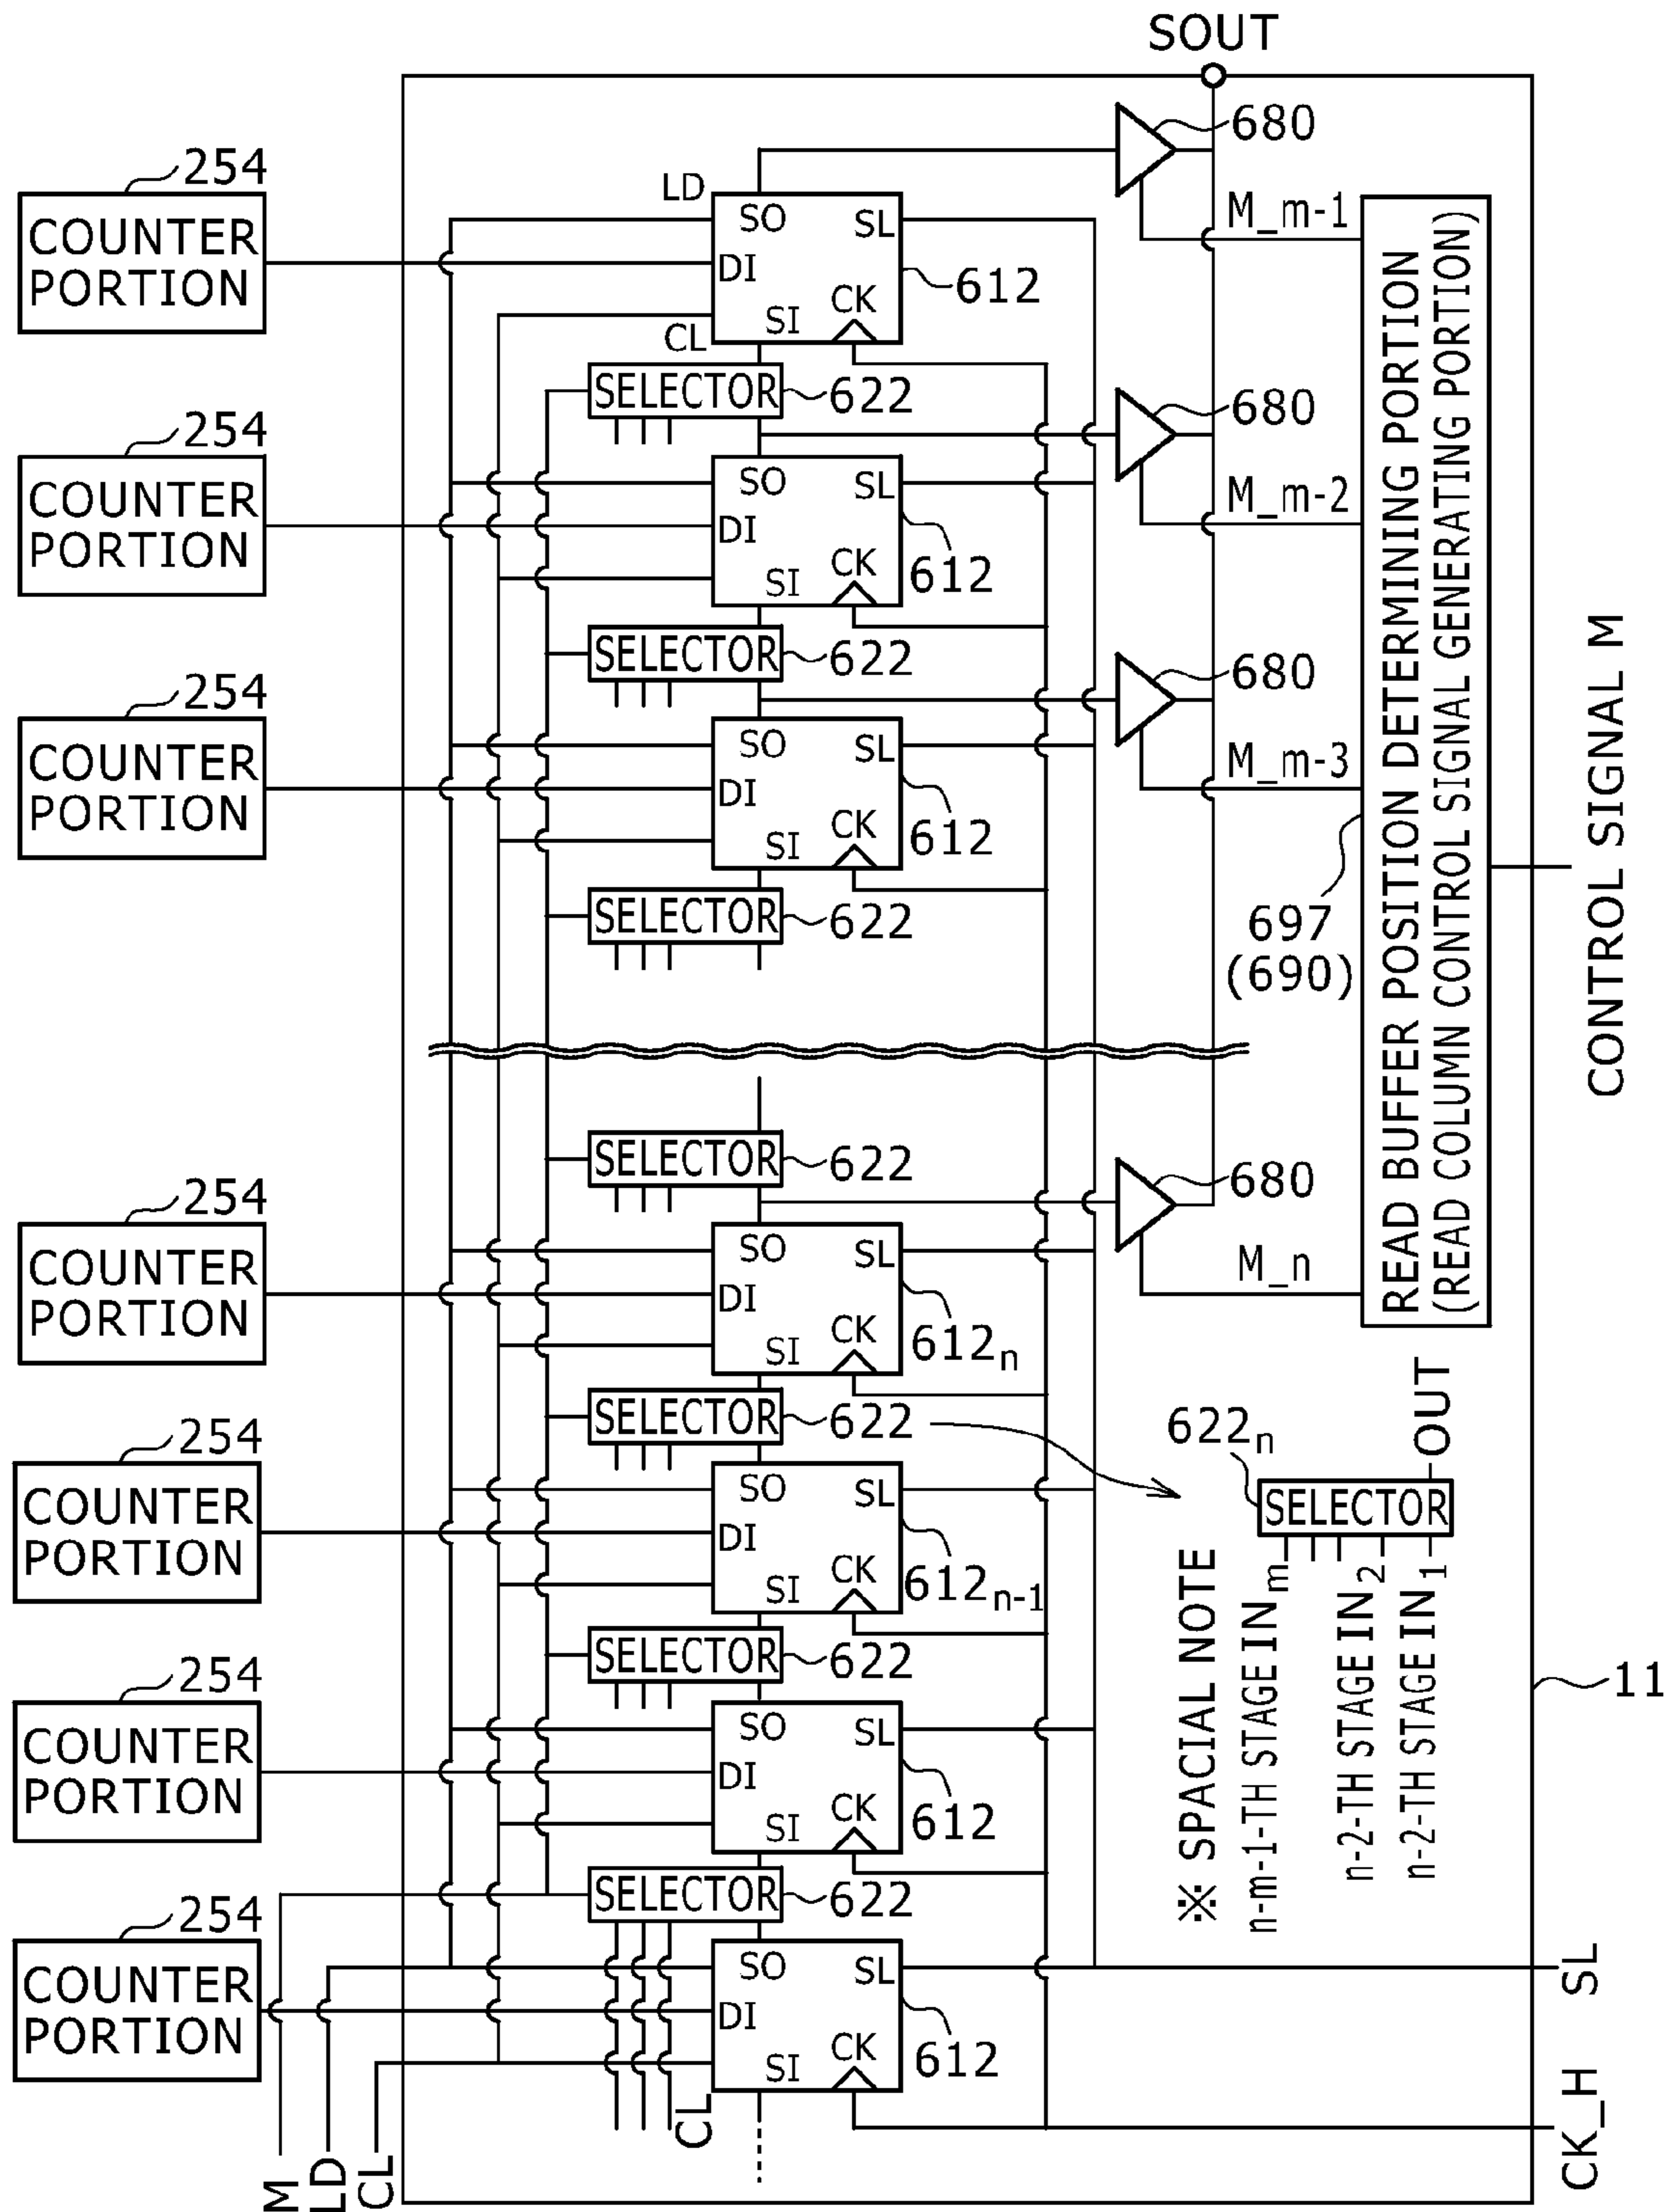 SOUT
254
COUNTER
PORTION
680
LD
SO
SL
DI
SI
CK
612
M_m-1
CL
SELECTOR
622
254
COUNTER
PORTION
680
SO
SL
DI
SI
CK
612
M_m-2
SELECTOR
622
254
COUNTER
PORTION
680
SO
SL
DI
SI
CK
612
M_m-3
SELECTOR
622
READ BUFFER POSITION DETERMINING PORTION
(READ COLUMN CONTROL SIGNAL GENERATING PORTION)
697
(690)
CONTROL SIGNAL M
SELECTOR
622
254
COUNTER
PORTION
680
SO
SL
DI
SI
CK
612n
M_n
SELECTOR
622
254
COUNTER
PORTION
SO
SL
DI
SI
CK
612n-1
SELECTOR
622
622n
SELECTOR
OUT
※ SPACIAL NOTE
n-m-1-TH STAGE INm
n-2-TH STAGE IN2
n-2-TH STAGE IN1
11
254
COUNTER
PORTION
SO
SL
DI
SI
CK
612
SELECTOR
622
254
COUNTER
PORTION
SO
SL
DI
SI
CK
612
CL
M
LD
CL
SL
CK_H